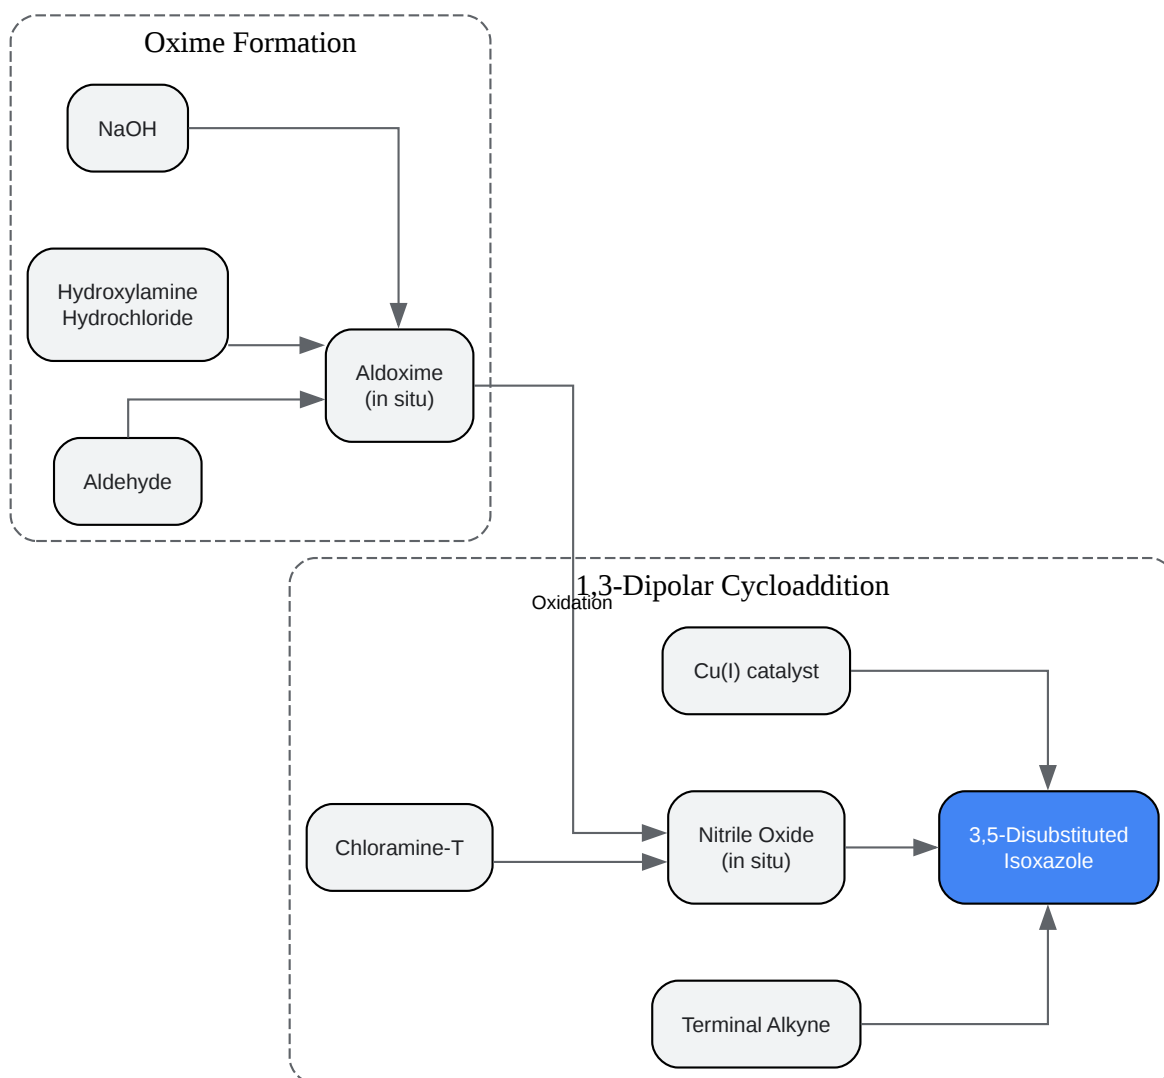 Oxime Formation
NaOH
Hydroxylamine
Hydrochloride
Aldoxime
(in situ)
Aldehyde
1,3-Dipolar Cycloaddition
Oxidation
Cu(I) catalyst
Chloramine-T
Nitrile Oxide
(in situ)
3,5-Disubstituted
Isoxazole
Terminal Alkyne